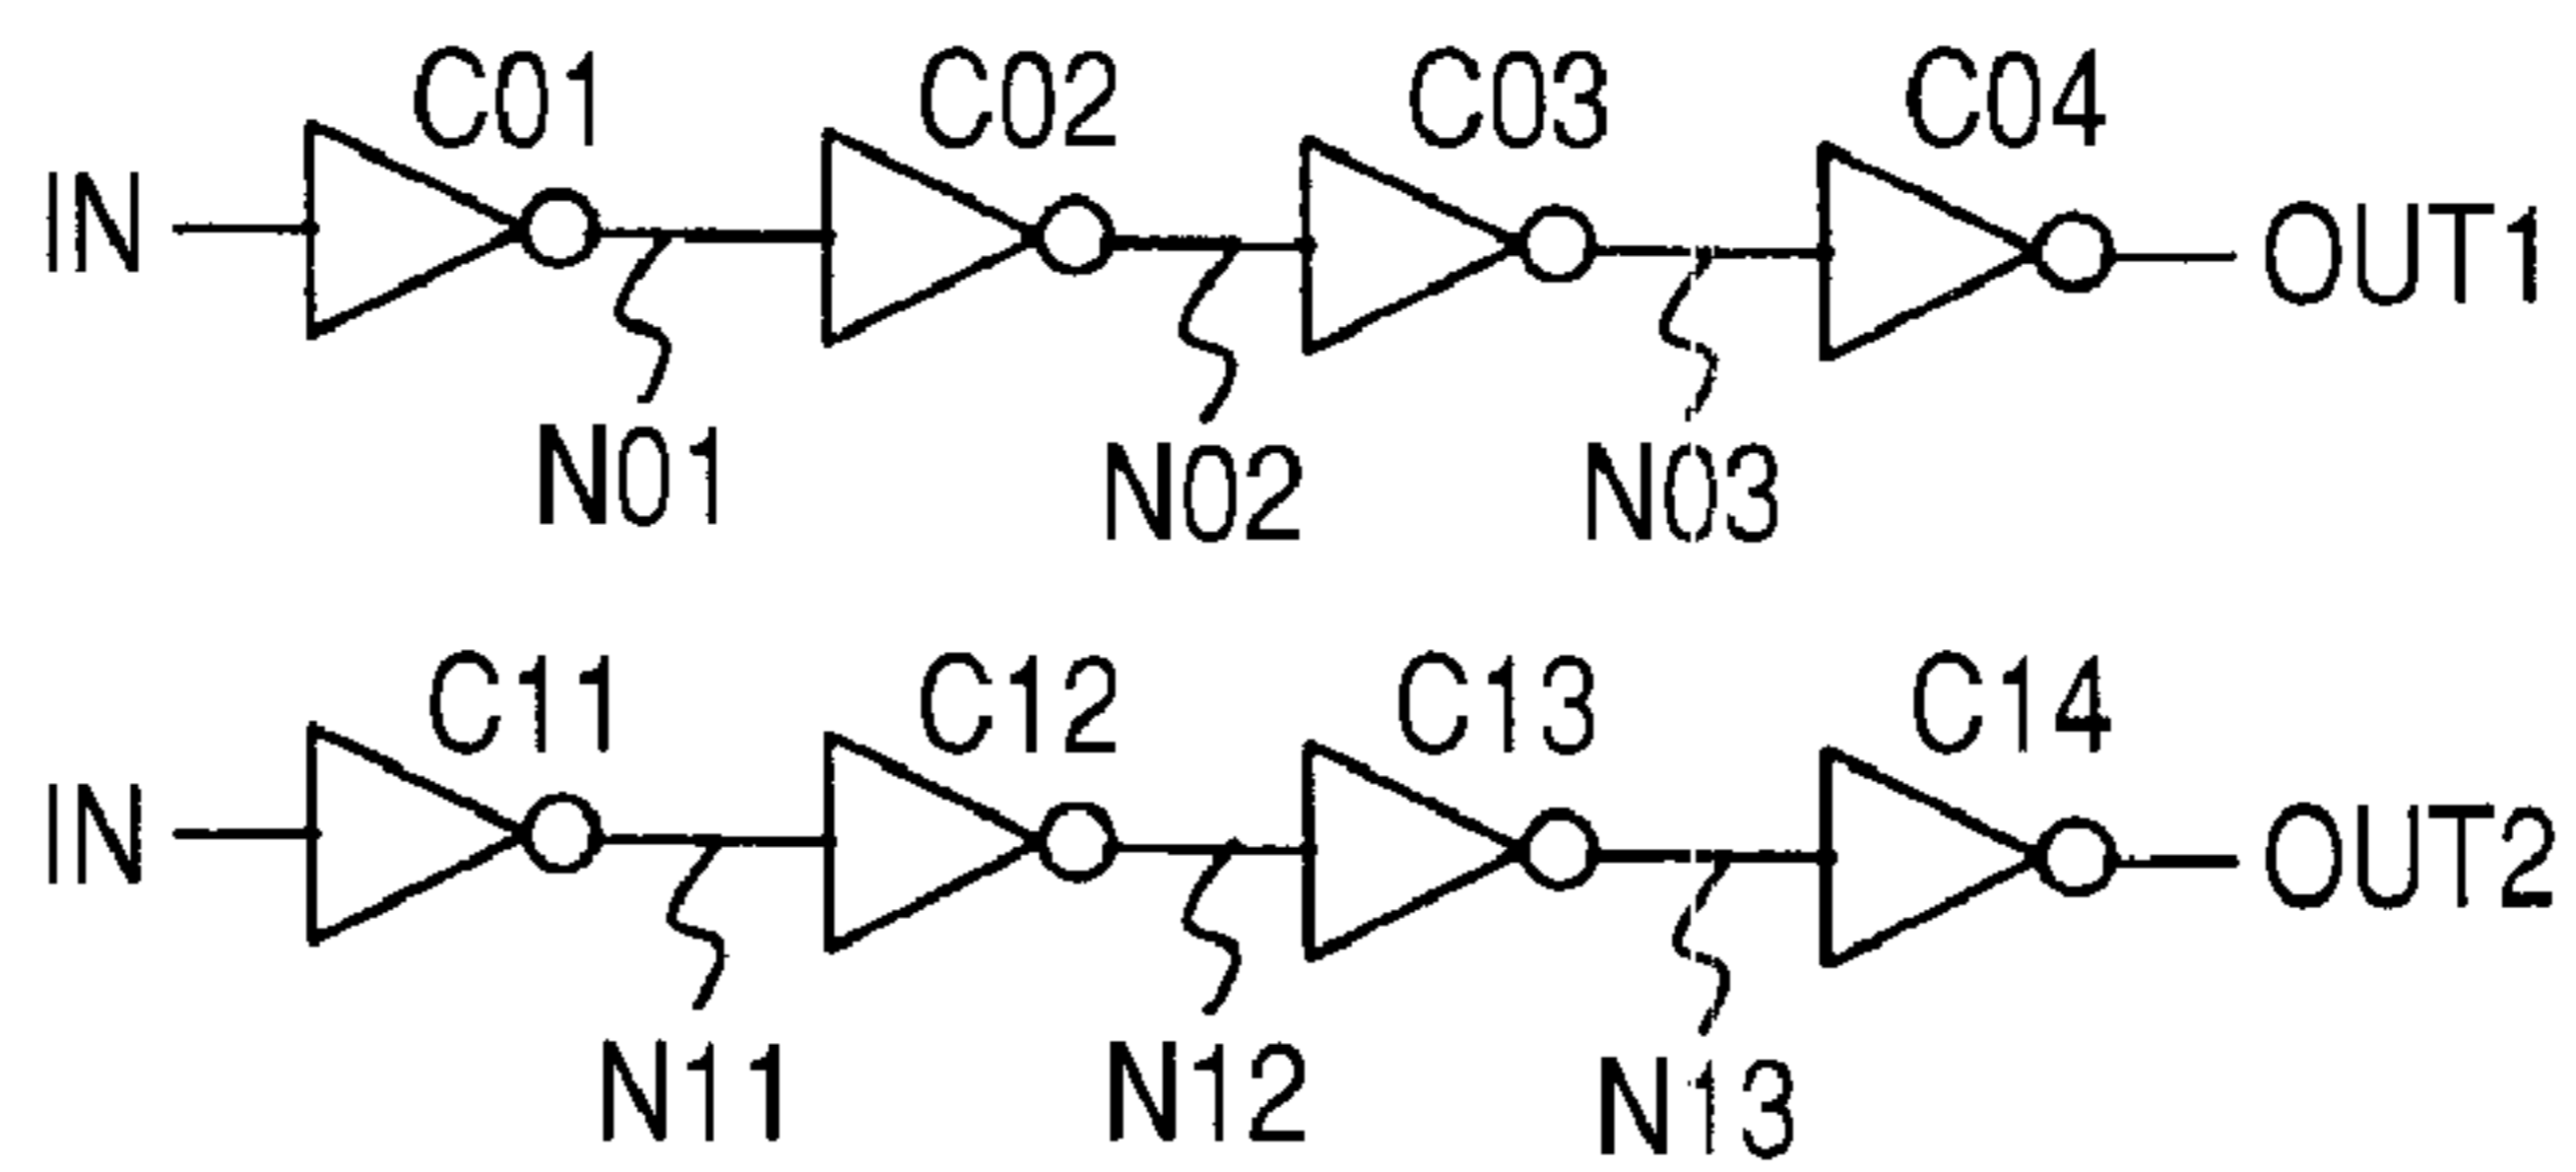 C01 C02 C03 C04
IN OUT1
N01 N02 N03
C11 C12 C13 C14
IN OUT2
N11 N12 N13